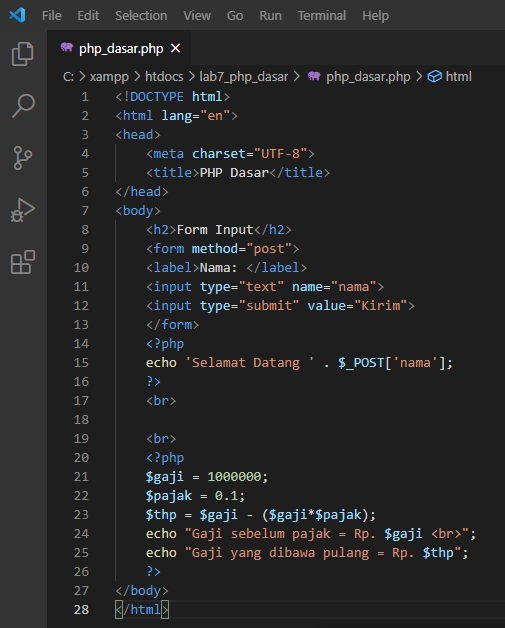 File Edit Selection View Go Run Terminal Help
php_dasar.php ×
C: > xampp > htdocs > lab7_php_dasar > php_dasar.php > html
1 <!DOCTYPE html>
2 <html lang="en">
3 <head>
4 <meta charset="UTF-8">
5 <title>PHP Dasar</title>
6 </head>
7 <body>
8 <h2>Form Input</h2>
9 <form method="post">
10 <label>Nama: </label>
11 <input type="text" name="nama">
12 <input type="submit" value="Kirim">
13 </form>
14 <?php
15 echo 'Selamat Datang ' . $_POST['nama'];
16 ?>
17 <br>
18
19 <br>
20 <?php
21 $gaji = 1000000;
22 $pajak = 0.1;
23 $thp = $gaji - ($gaji*$pajak);
24 echo "Gaji sebelum pajak = Rp. $gaji <br>";
25 echo "Gaji yang dibawa pulang = Rp. $thp";
26 ?>
27 </body>
28 </html>